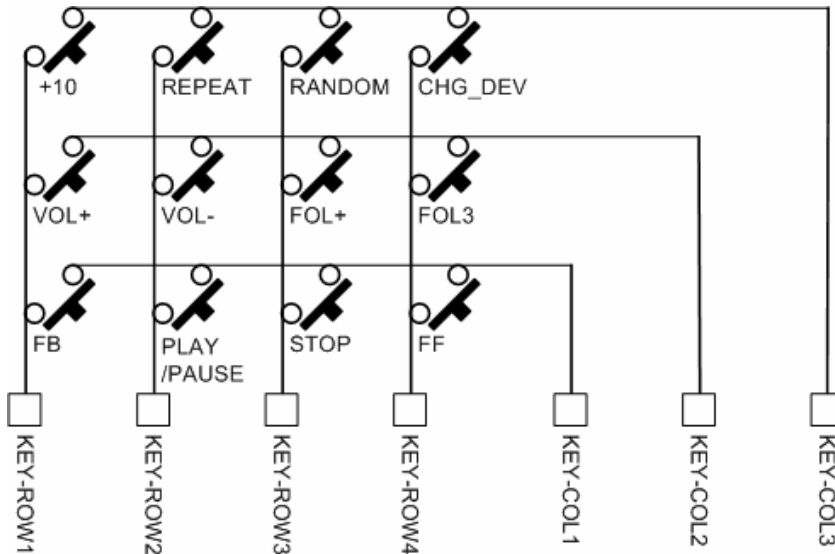 +10 REPEAT RANDOM CHG_DEV
VOL+ VOL- FOL+ FOL3
FB PLAY STOP FF
/PAUSE
KEY-ROW1
KEY-ROW2
KEY-ROW3
KEY-ROW4
KEY-COL1
KEY-COL2
KEY-COL3